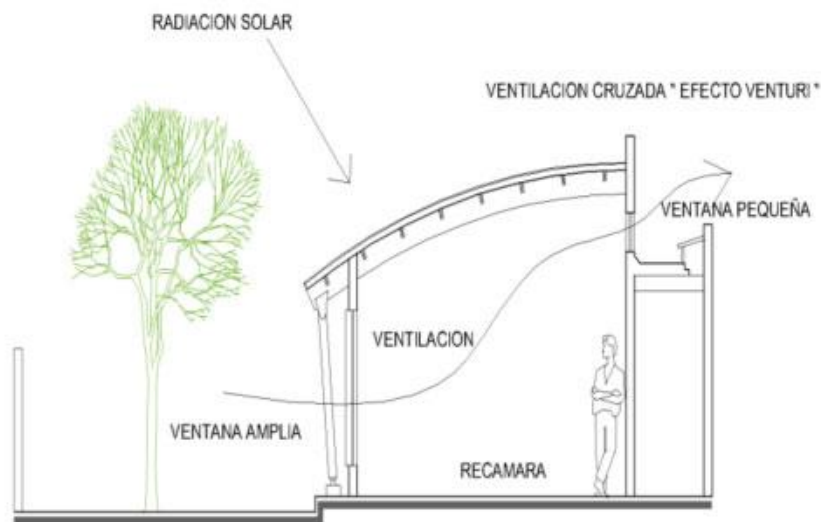 RADIACION SOLAR
VENTILACION CRUZADA " EFECTO VENTURI "
VENTANA PEQUEÑA
VENTILACION
VENTANA AMPLIA
RECAMARA